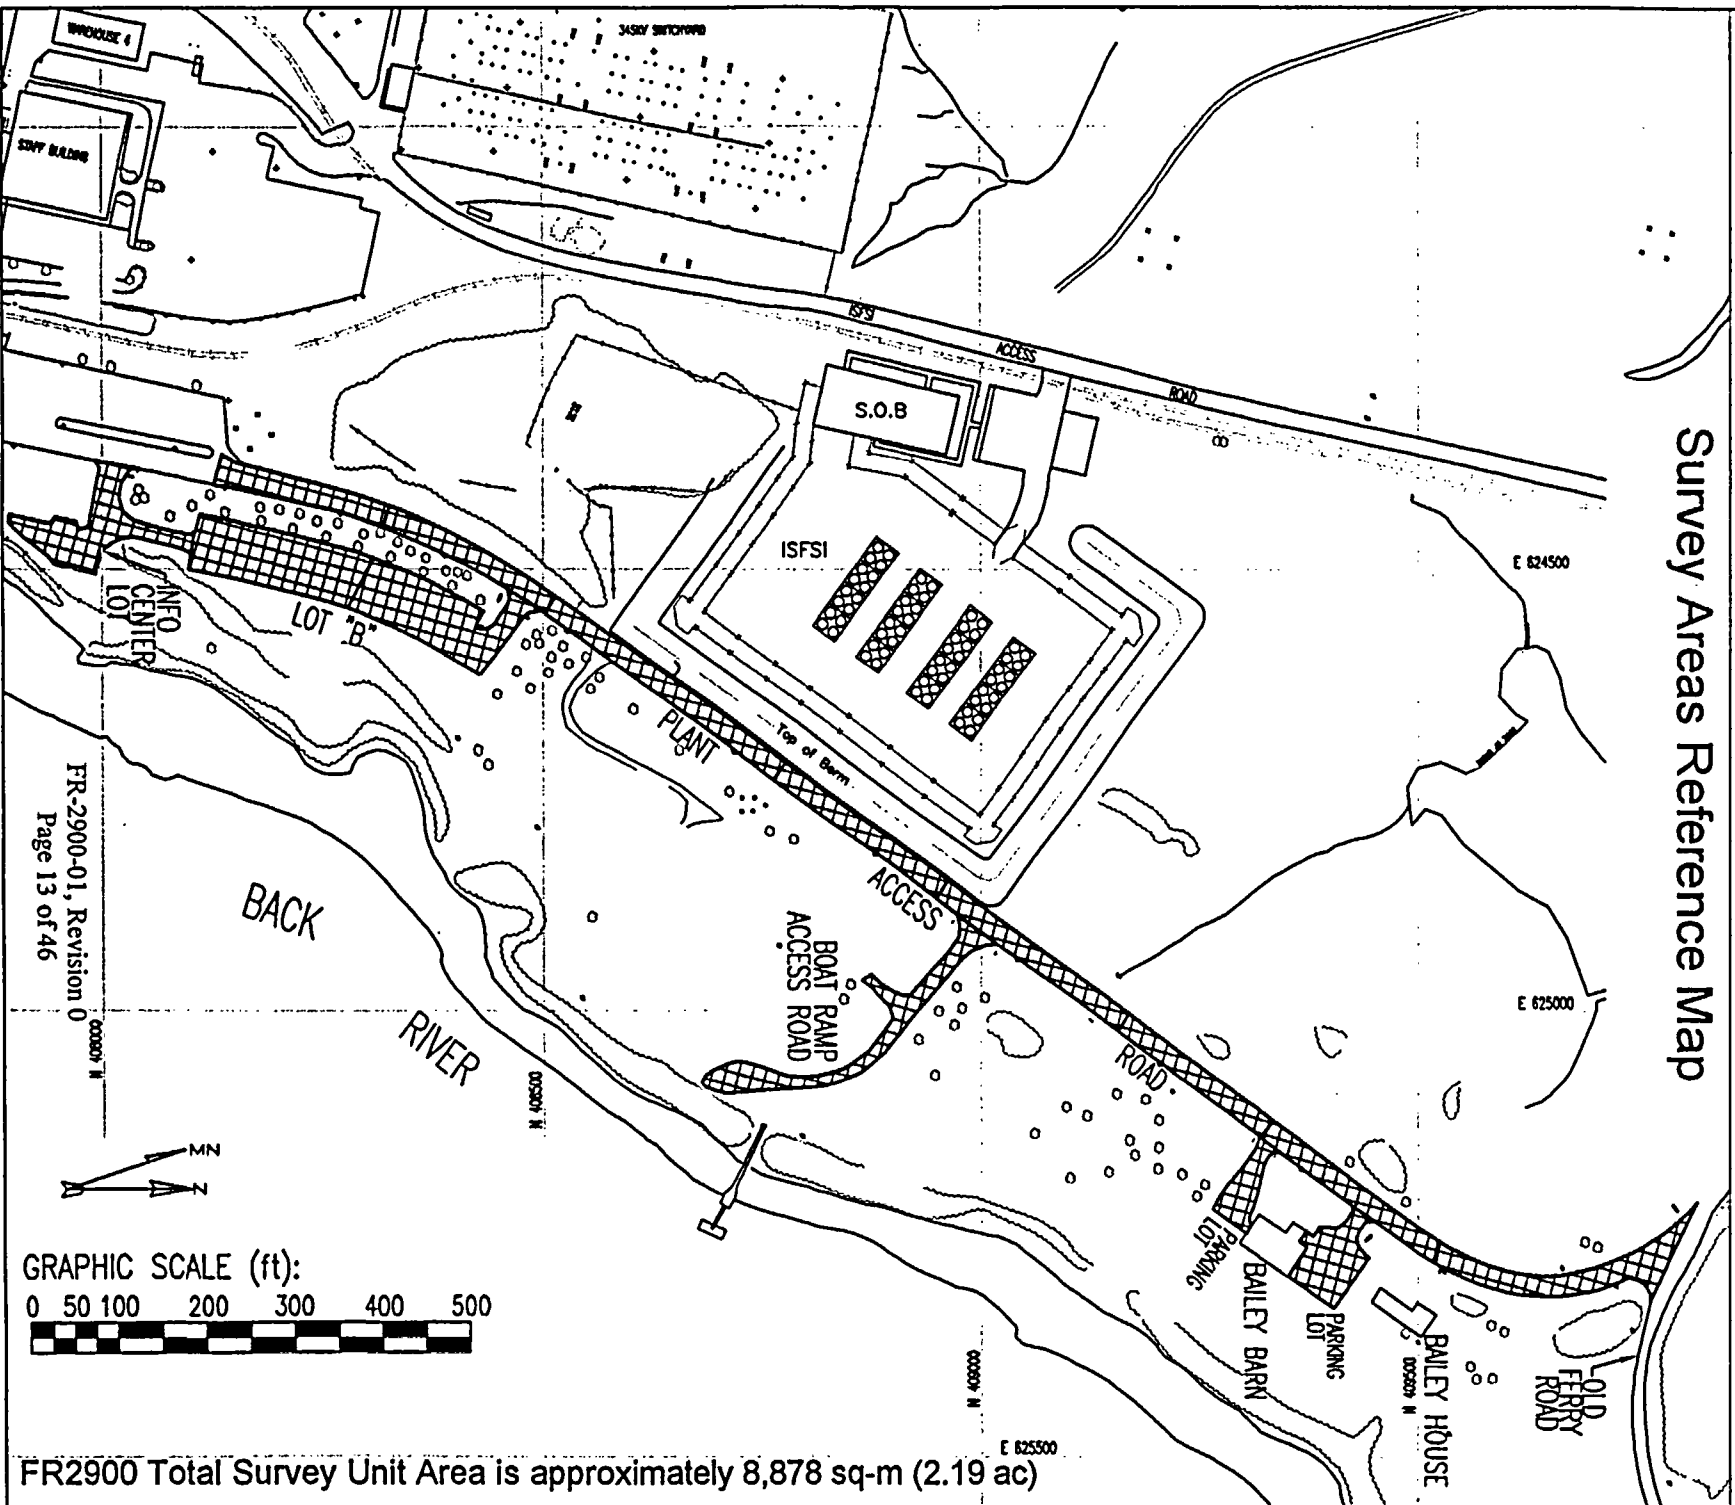 Survey Areas Reference Map
WAREHOUSE 4
345KV SWITCHYARD
STAFF BUILDING
ISFSI
ACCESS
ROAD
S.O.B
ISFSI
E 624500
INFO
CENTER
LOT
LOT "B"
PLANT
Top of Berm
ACCESS
ROAD
BOAT RAMP
ACCESS ROAD
E 625000
BACK
RIVER
FR-2900-01, Revision 0
Page 13 of 46
N 408000
N 408500
N 409000
N 409500
PARKING
LOT
BAILEY BARN
PARKING
LOT
BAILEY HOUSE
OLD
FERRY
ROAD
MN
N
GRAPHIC SCALE (ft):
0 50 100 200 300 400 500
E 625500
FR2900 Total Survey Unit Area is approximately 8,878 sq-m (2.19 ac)